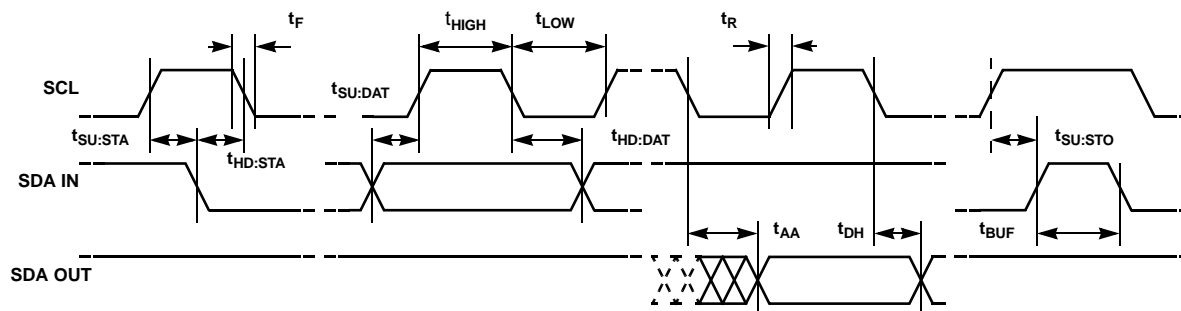 tF
tHIGH
tLOW
tR
SCL
tSU:DAT
tSU:STA
tHD:STA
tHD:DAT
tSU:STO
SDA IN
tAA
tDH
tBUF
SDA OUT